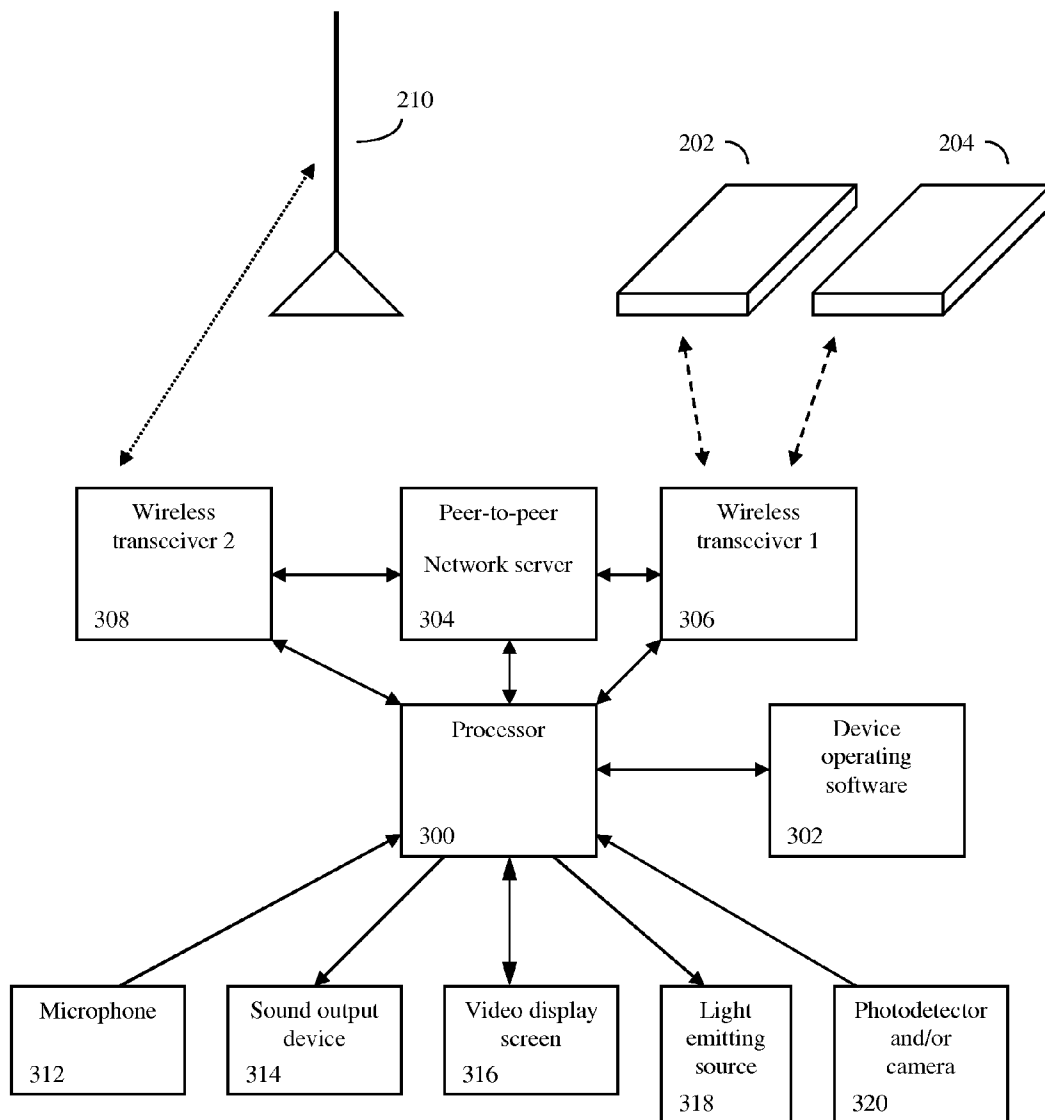 210
202
204
Wireless
transceiver 2
308
Peer-to-peer
Network server
304
Wireless
transceiver 1
306
Processor
300
Device
operating
software
302
Microphone
312
Sound output
device
314
Video display
screen
316
Light
emitting
source
318
Photodetector
and/or
camera
320